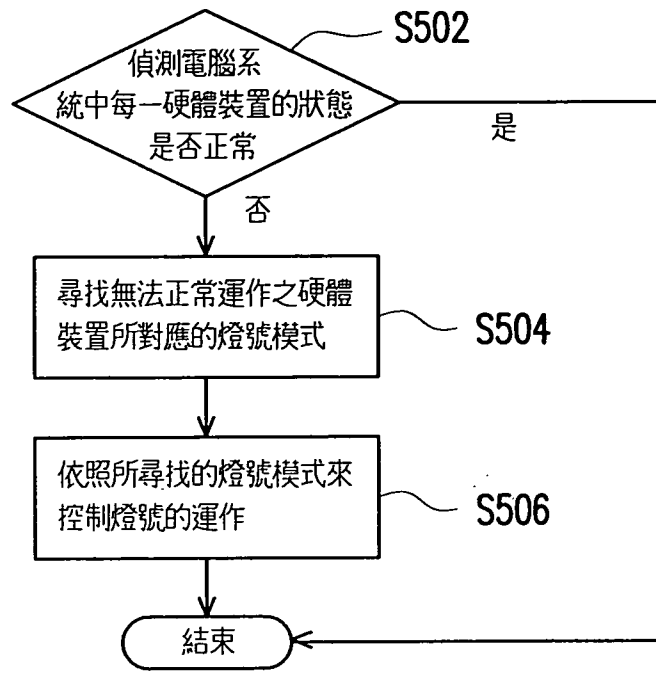 S502
偵測電腦系
統中每一硬體裝置的狀態
是否正常
是
否
尋找無法正常運作之硬體
裝置所對應的燈號模式
S504
依照所尋找的燈號模式來
控制燈號的運作
S506
結束